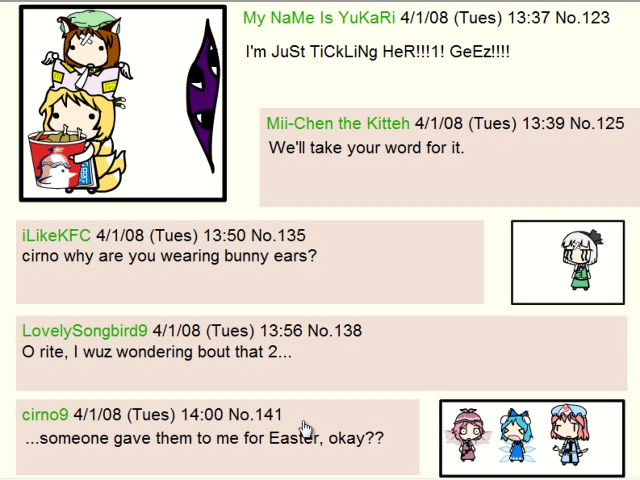 My NaMe Is YuKaRi 4/1/08 (Tues) 13:37 No.123
I'm JuSt TiCkLiNg HeR!!!1! GeEz!!!!
Mii-Chen the Kitteh 4/1/08 (Tues) 13:39 No.125
We'll take your word for it.
iLikeKFC 4/1/08 (Tues) 13:50 No.135
cirno why are you wearing bunny ears?
LovelySongbird9 4/1/08 (Tues) 13:56 No.138
O rite, I wuz wondering bout that 2...
cirno9 4/1/08 (Tues) 14:00 No.141
...someone gave them to me for Easter, okay??